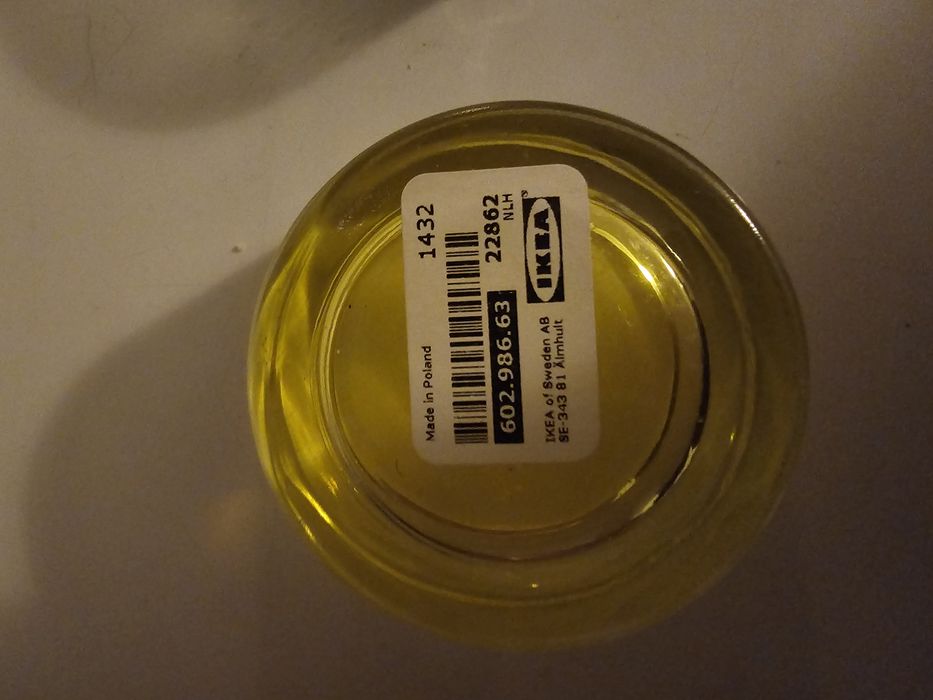 Made in Poland 1432
602.986.63 22862
NLH
IKEA of Sweden AB
SE-343 81 Älmhult
IKEA®